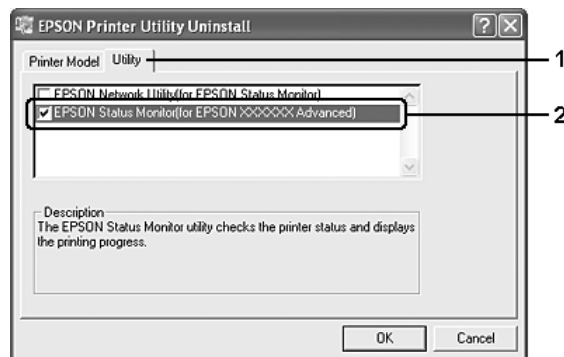 EPSON Printer Utility Uninstall
Printer Model Utility
1
EPSON Network Utility(for EPSON Status Monitor)
EPSON Status Monitor(for EPSON XXXXXX Advanced)
2
Description
The EPSON Status Monitor utility checks the printer status and displays
the printing progress.
OK Cancel